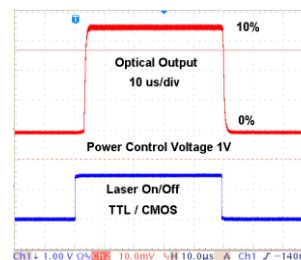 T
10%
Optical Output
10 us/div
0%
Power Control Voltage 1V
Laser On/Off
TTL / CMOS
Ch1↓ 1.00 V Ω% Ch2 10.0mV %H 10.0µs A Ch1 ∫ -140m